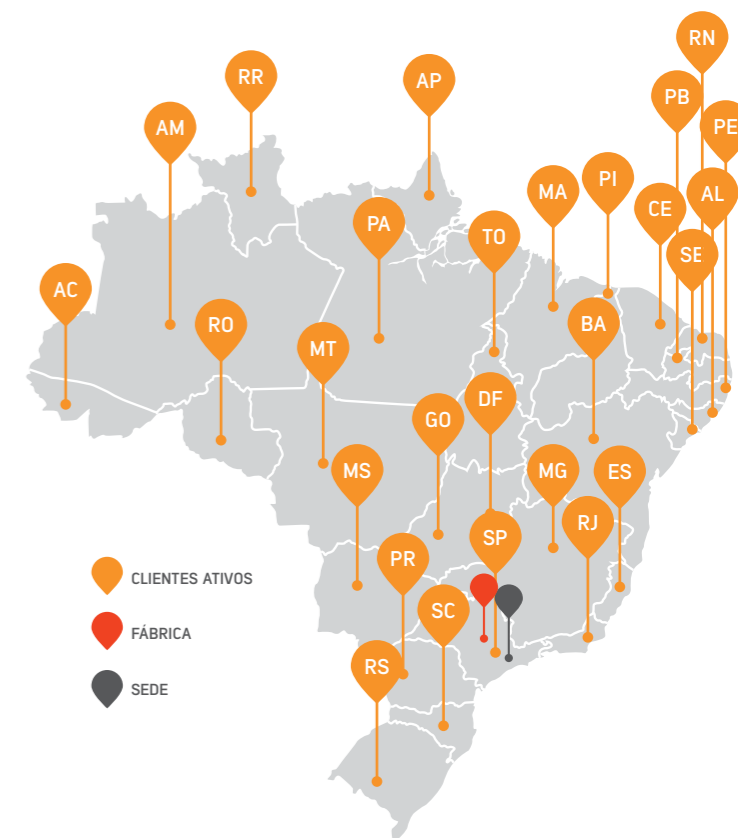 RN
RR
AP
PB
AM
PE
PI
MA
AL
CE
PA
TO
SE
AC
RO
BA
MT
DF
GO
MS
MG
ES
RJ
SP
PR
CLIENTES ATIVOS
SC
FÁBRICA
RS
SEDE